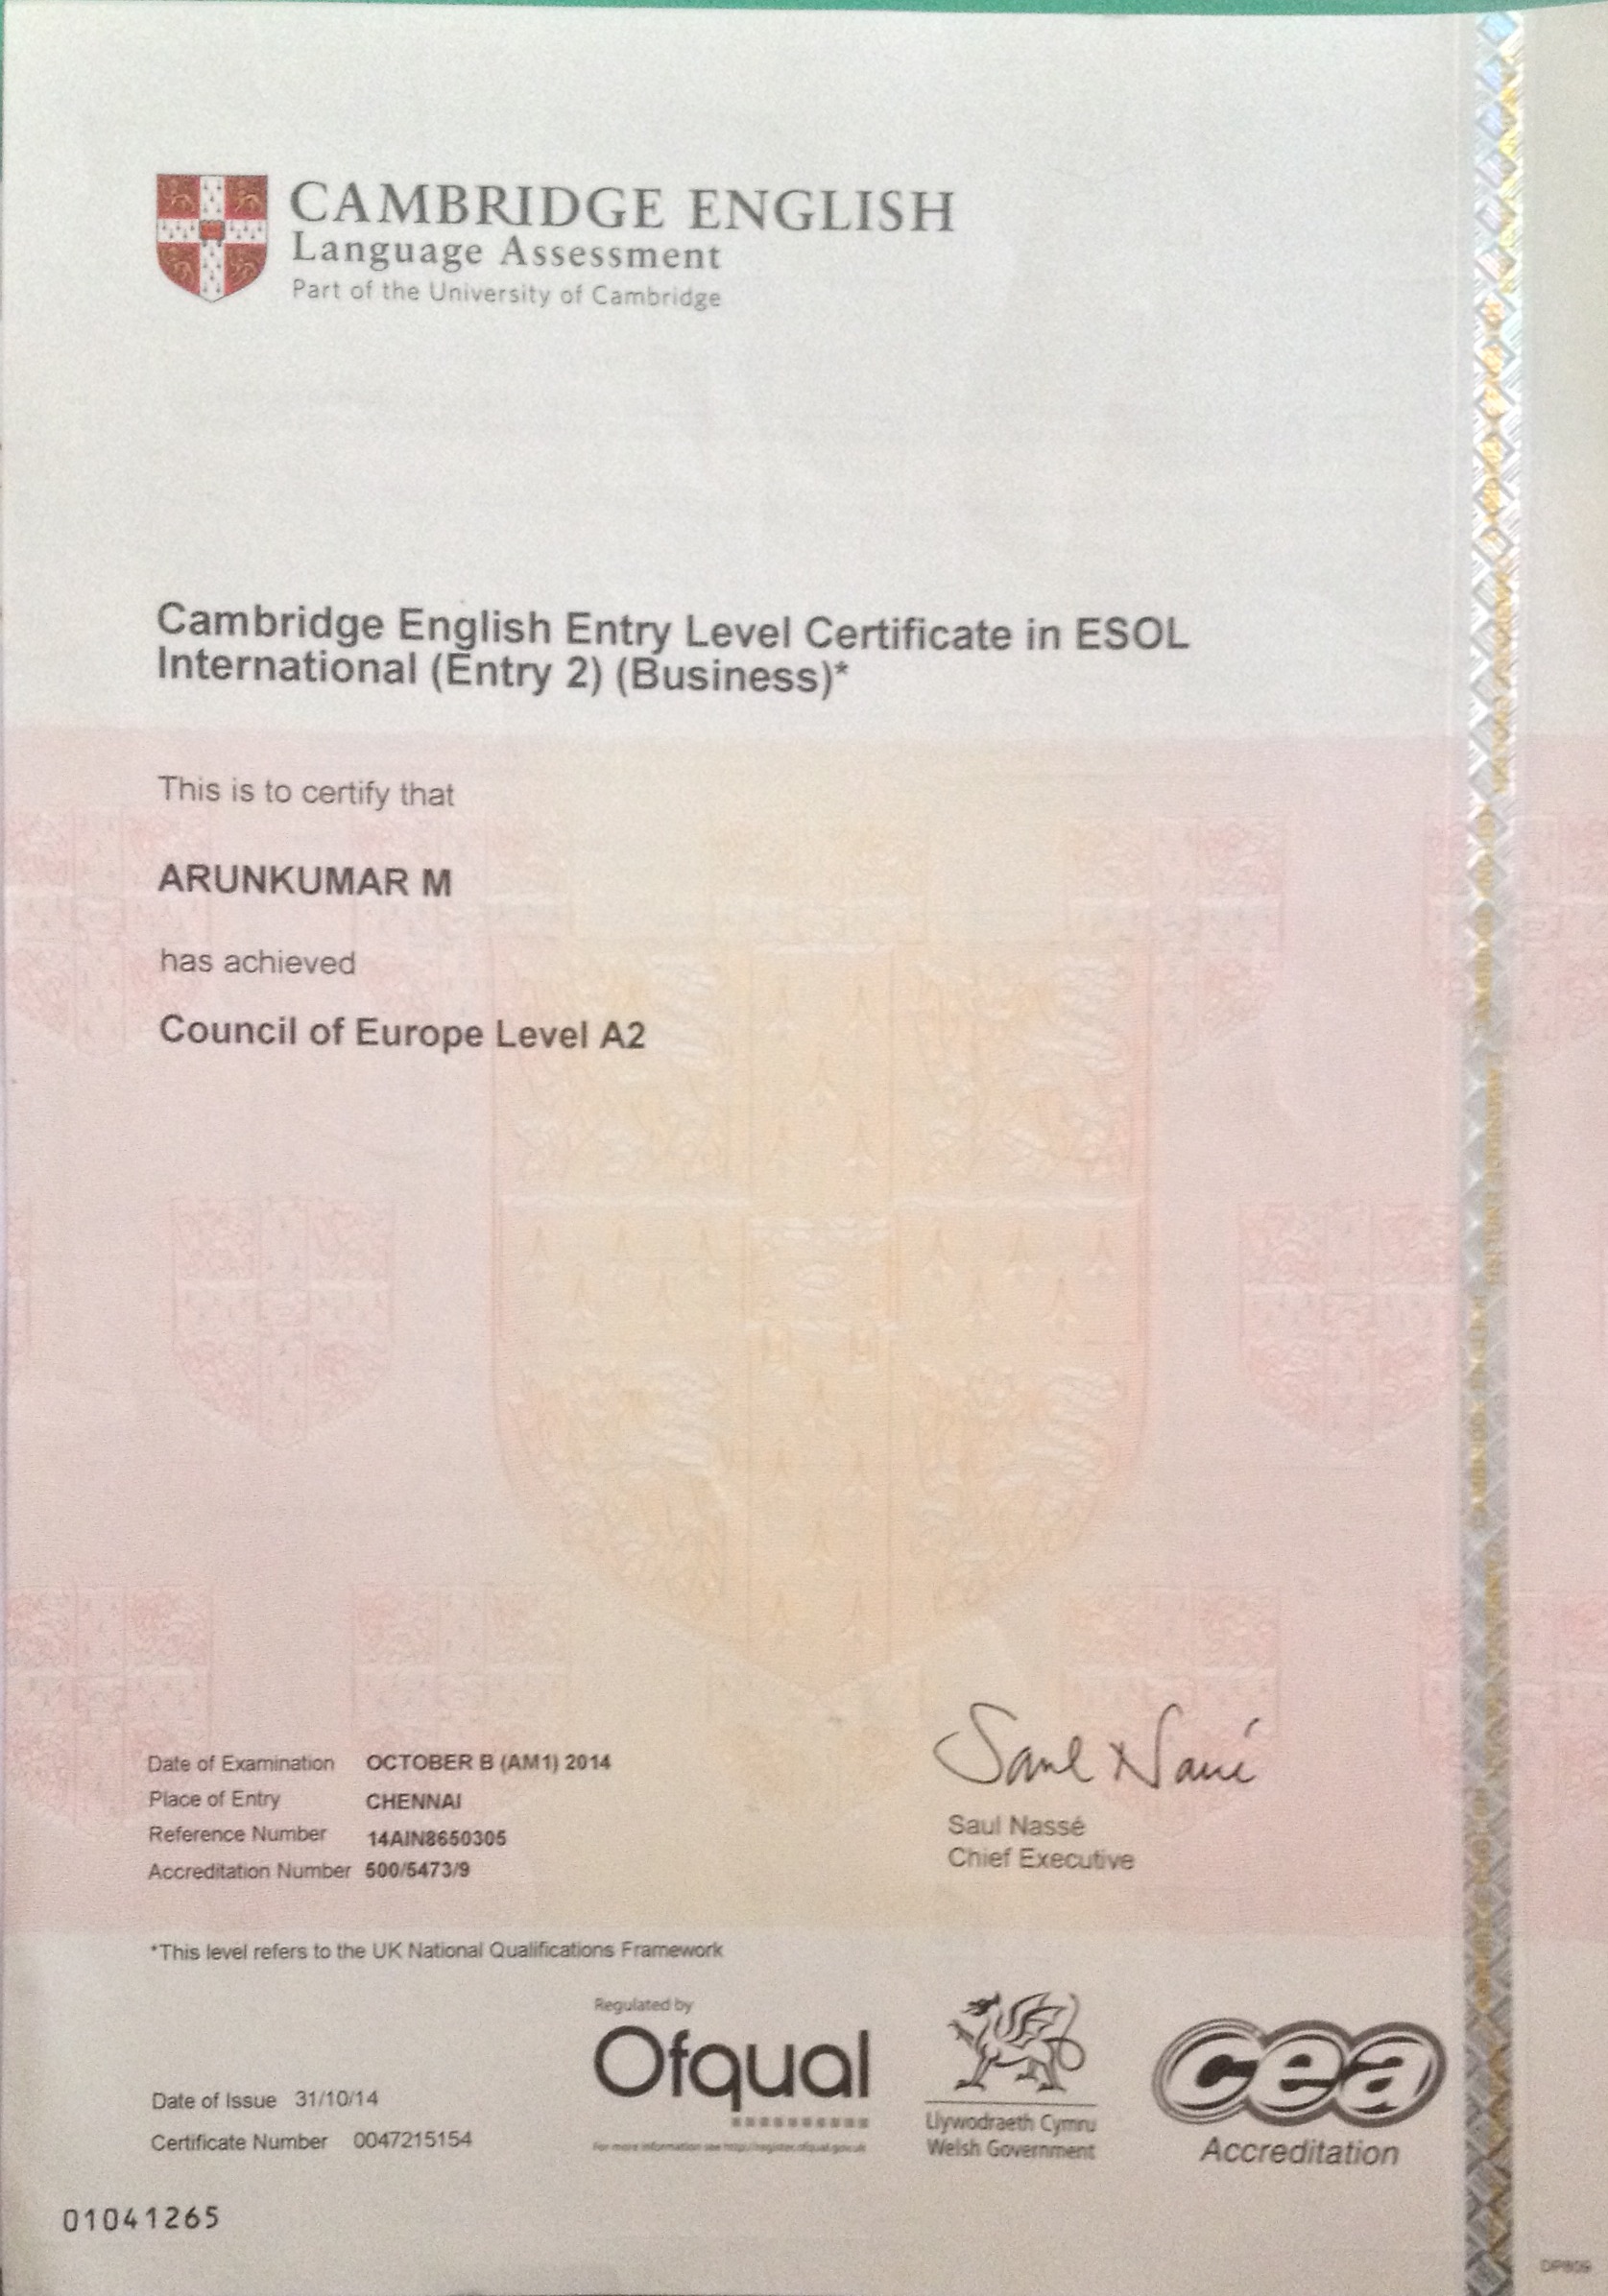 CAMBRIDGE ENGLISH
Language Assessment
Part of the University of Cambridge
Cambridge English Entry Level Certificate in ESOL
International (Entry 2) (Business)*
This is to certify that
ARUNKUMAR M
has achieved
Council of Europe Level A2
Date of Examination OCTOBER B (AM1) 2014
Place of Entry CHENNAI
Reference Number 14AIN8650305
Accreditation Number 500/5473/9
Saul Nassé
Saul Nassé
Chief Executive
*This level refers to the UK National Qualifications Framework
Regulated by
Ofqual
For more information see http://register.ofqual.gov.uk
Llywodraeth Cymru
Welsh Government
cea
Accreditation
Date of Issue 31/10/14
Certificate Number 0047215154
01041265